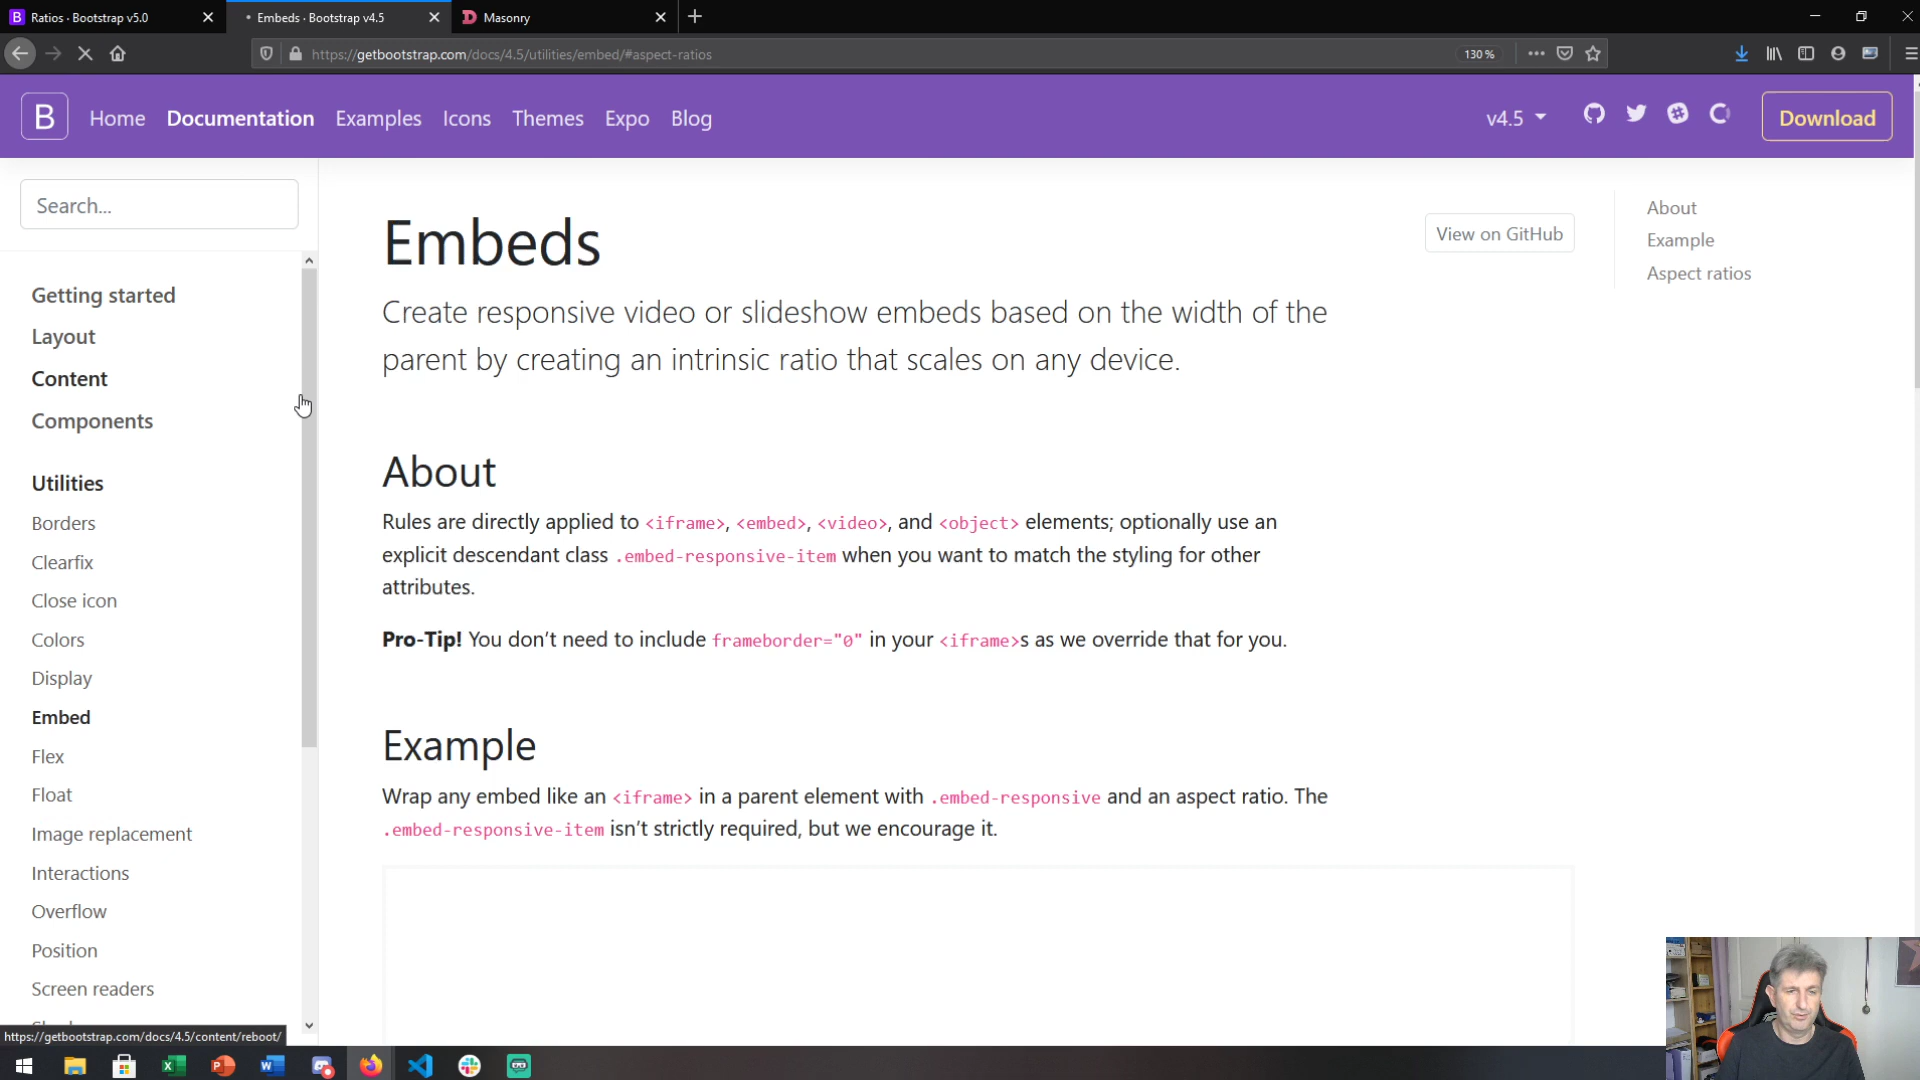 B Ratios · Bootstrap v5.0
Embeds · Bootstrap v4.5
Masonry
https://getbootstrap.com/docs/4.5/utilities/embed/#aspect-ratios
130%
B Home Documentation Examples Icons Themes Expo Blog
v4.5
Download
Search...
Getting started
Layout
Content
Components
Utilities
Borders
Clearfix
Close icon
Colors
Display
Embed
Flex
Float
Image replacement
Interactions
Overflow
Position
Screen readers
https://getbootstrap.com/docs/4.5/content/reboot/
Embeds
View on GitHub
Create responsive video or slideshow embeds based on the width of the
parent by creating an intrinsic ratio that scales on any device.
About
Rules are directly applied to <iframe>, <embed>, <video>, and <object> elements; optionally use an
explicit descendant class .embed-responsive-item when you want to match the styling for other
attributes.
Pro-Tip! You don’t need to include frameborder="0" in your <iframe>s as we override that for you.
Example
Wrap any embed like an <iframe> in a parent element with .embed-responsive and an aspect ratio. The
.embed-responsive-item isn’t strictly required, but we encourage it.
About
Example
Aspect ratios